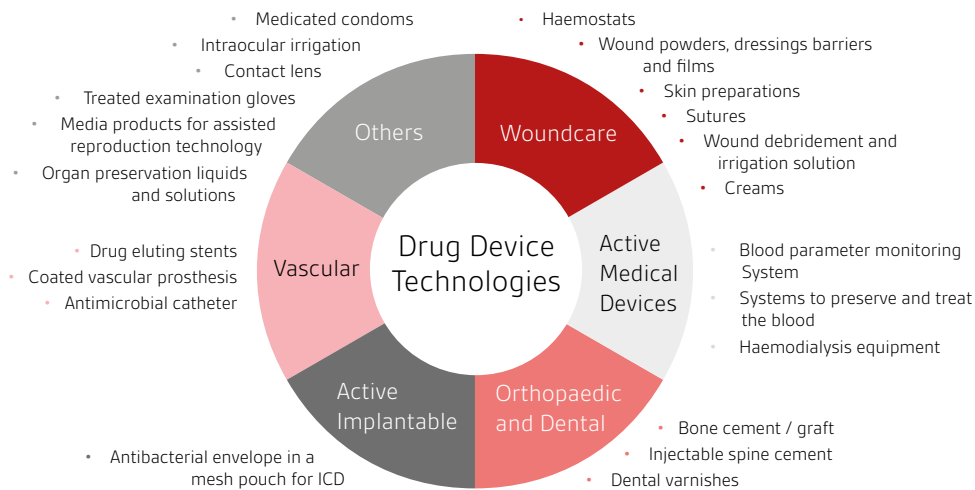 Drug Device
Technologies
Woundcare
• Haemostats
• Wound powders, dressings barriers
and films
• Skin preparations
• Sutures
• Wound debridement and
irrigation solution
• Creams
Active
Medical
Devices
• Blood parameter monitoring
System
• Systems to preserve and treat
the blood
• Haemodialysis equipment
Orthopaedic
and Dental
• Bone cement / graft
• Injectable spine cement
• Dental varnishes
Active
Implantable
• Antibacterial envelope in a
mesh pouch for ICD
Vascular
• Drug eluting stents
• Coated vascular prosthesis
• Antimicrobial catheter
Others
• Medicated condoms
• Intraocular irrigation
• Contact lens
• Treated examination gloves
• Media products for assisted
reproduction technology
• Organ preservation liquids
and solutions